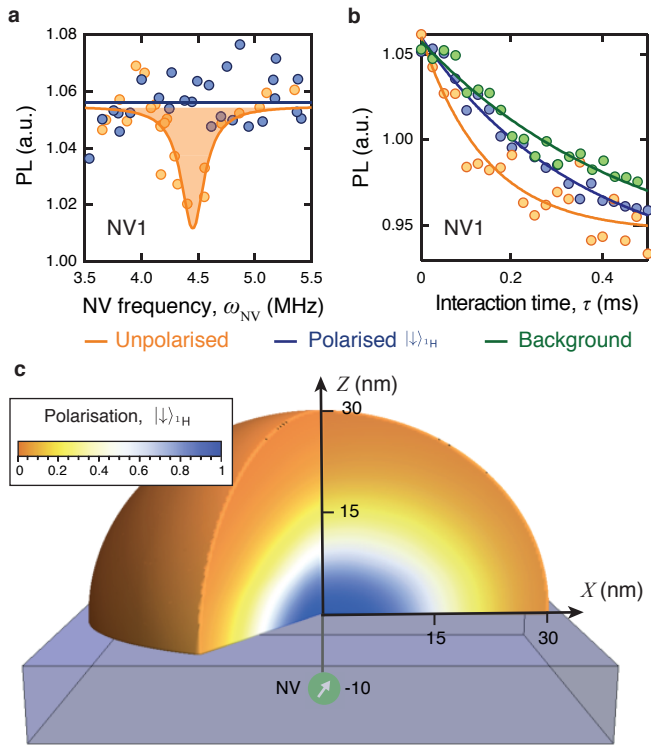 a
1.08
1.06
1.04
1.02
1.00
PL (a.u.)
NV1
3.5 4.0 4.5 5.0 5.5
NV frequency, ω_NV (MHz)
b
1.05
1.00
0.95
PL (a.u.)
NV1
0 0.2 0.4
Interaction time, τ (ms)
Unpolarised Polarised |↓⟩₁H Background
c
Polarisation, |↓⟩₁H
0 0.2 0.4 0.6 0.8 1
Z (nm)
30
15
X (nm)
15 30
NV -10